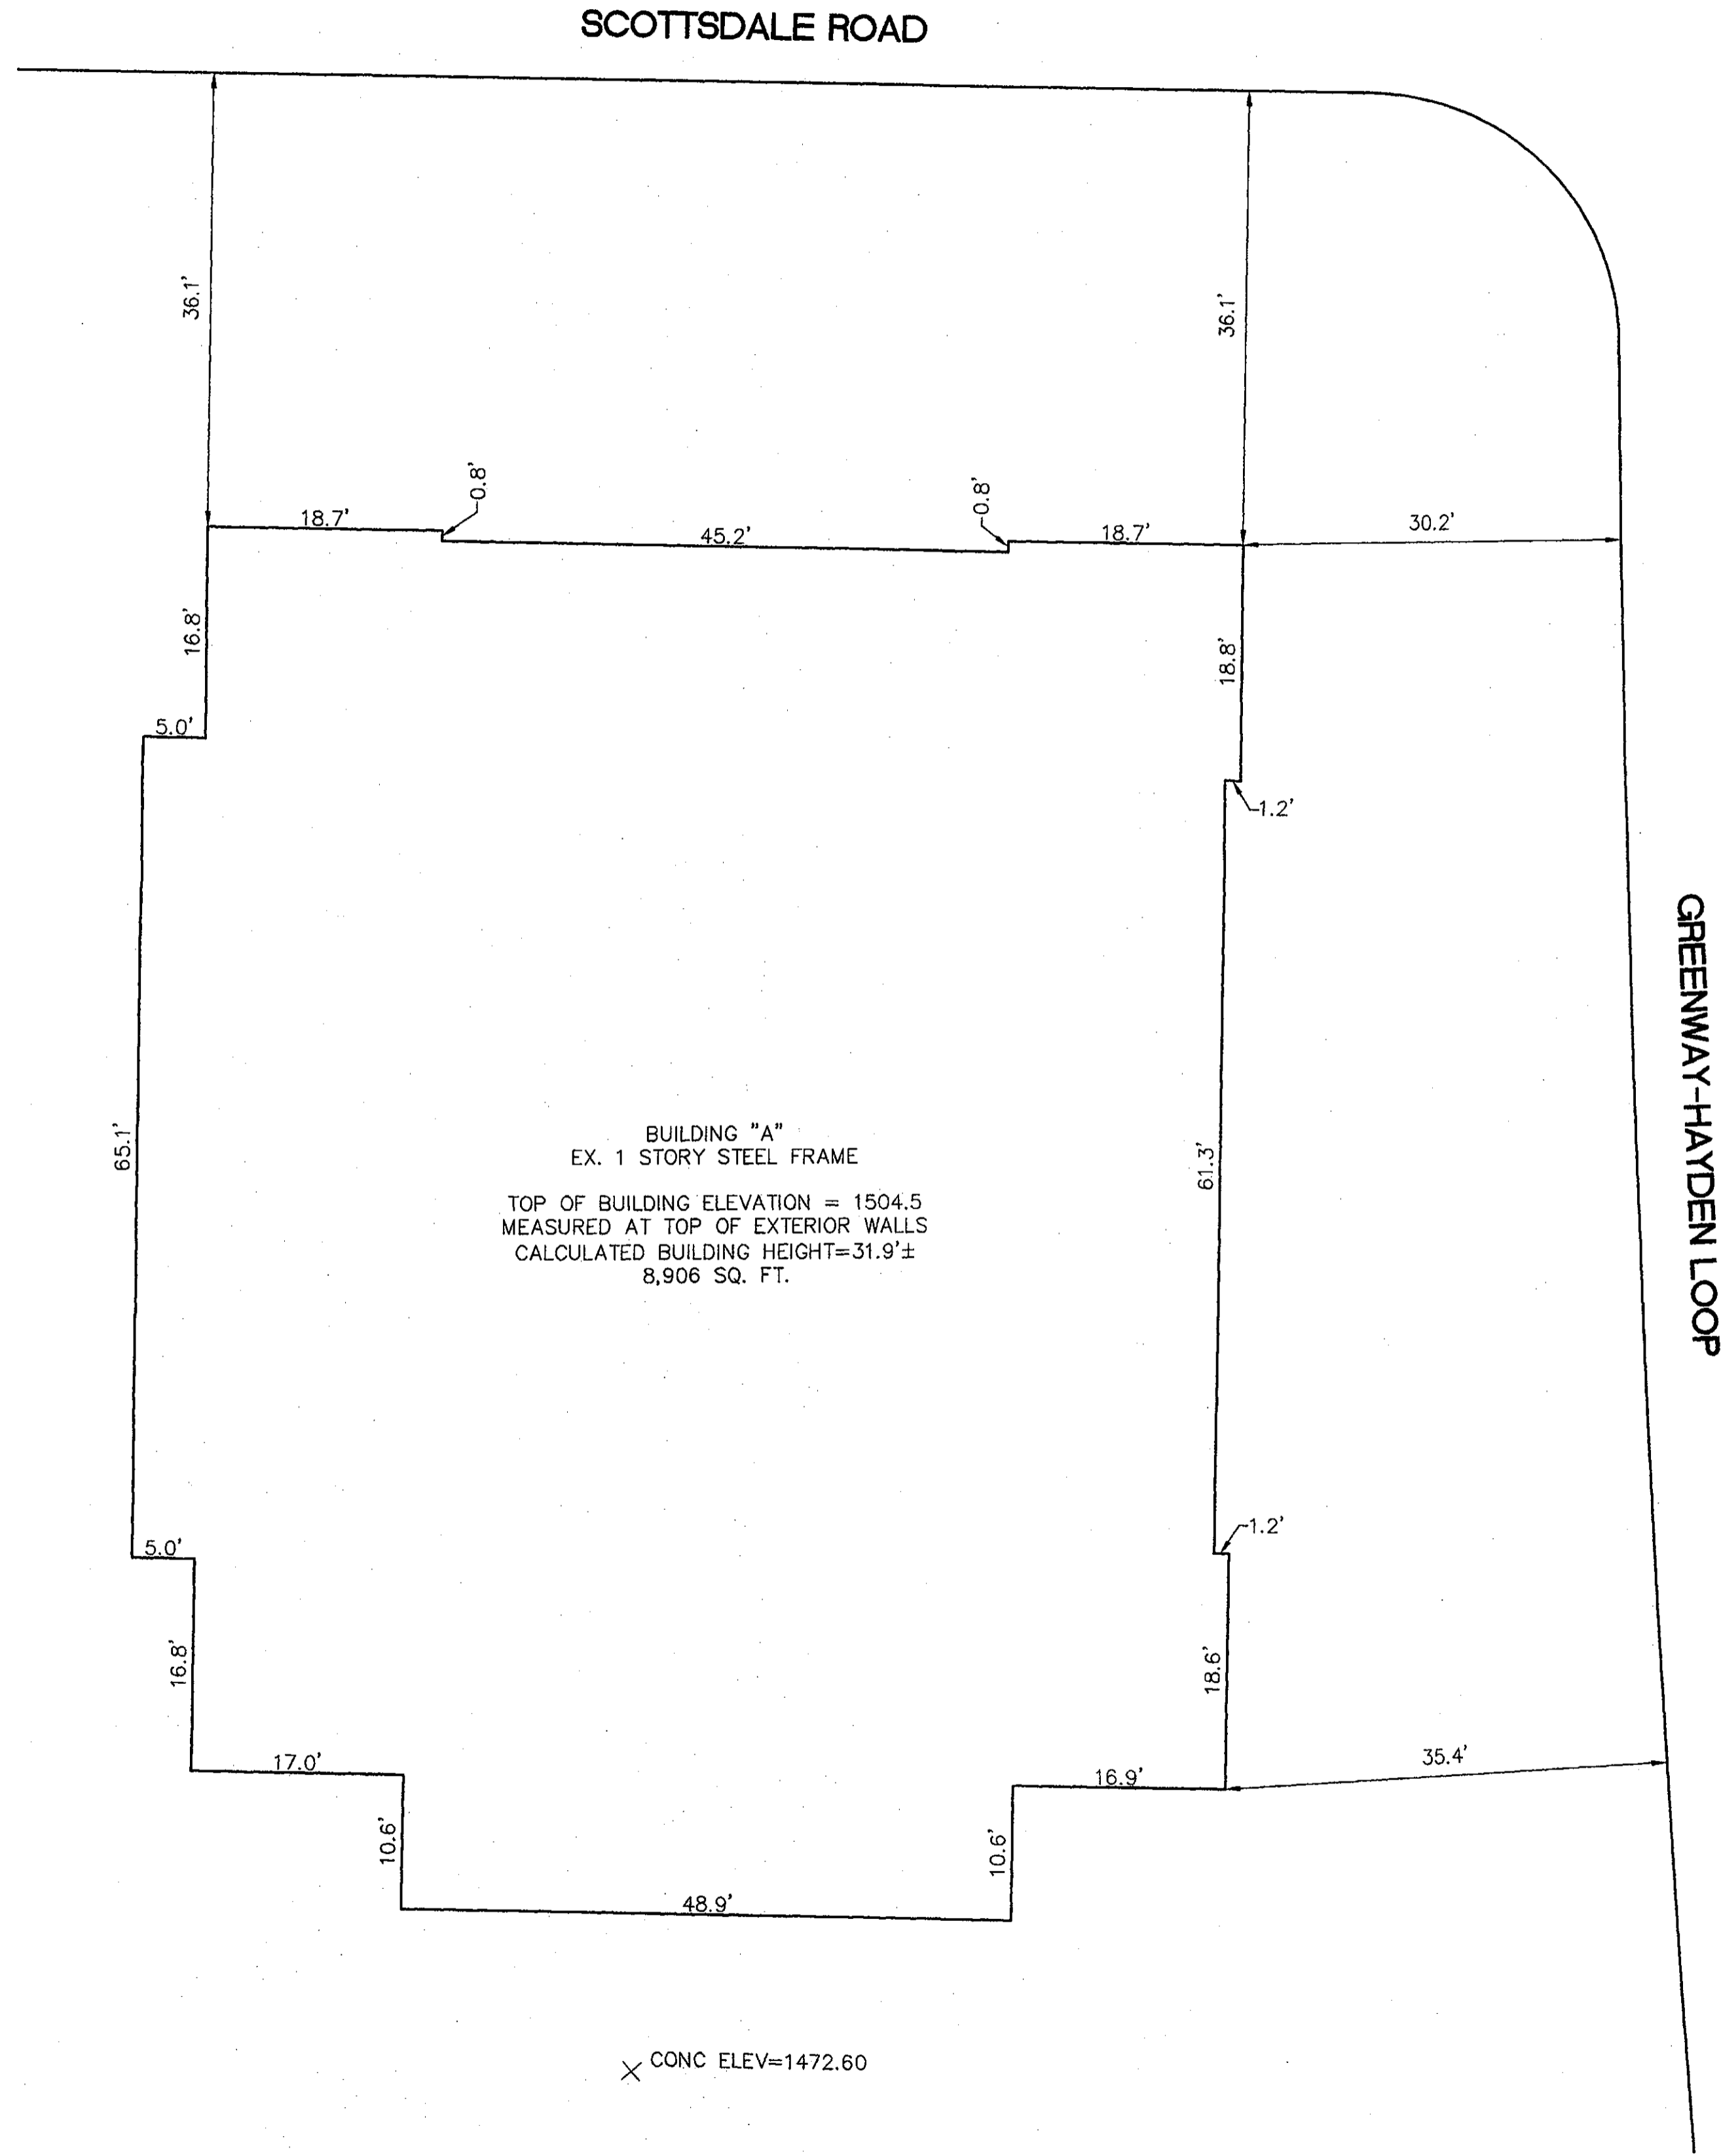 SCOTTSDALE ROAD
36.1'
36.1'
18.7'
0.8'
45.2'
0.8'
18.7'
30.2'
16.8'
18.8'
5.0'
1.2'
GREENWAY-HAYDEN LOOP
65.1'
BUILDING "A"
EX. 1 STORY STEEL FRAME
TOP OF BUILDING ELEVATION = 1504.5
MEASURED AT TOP OF EXTERIOR WALLS
CALCULATED BUILDING HEIGHT=31.9'±
8,906 SQ. FT.
61.3'
1.2'
5.0'
16.8'
18.6'
17.0'
16.9'
35.4'
10.6'
10.6'
48.9'
CONC ELEV=1472.60